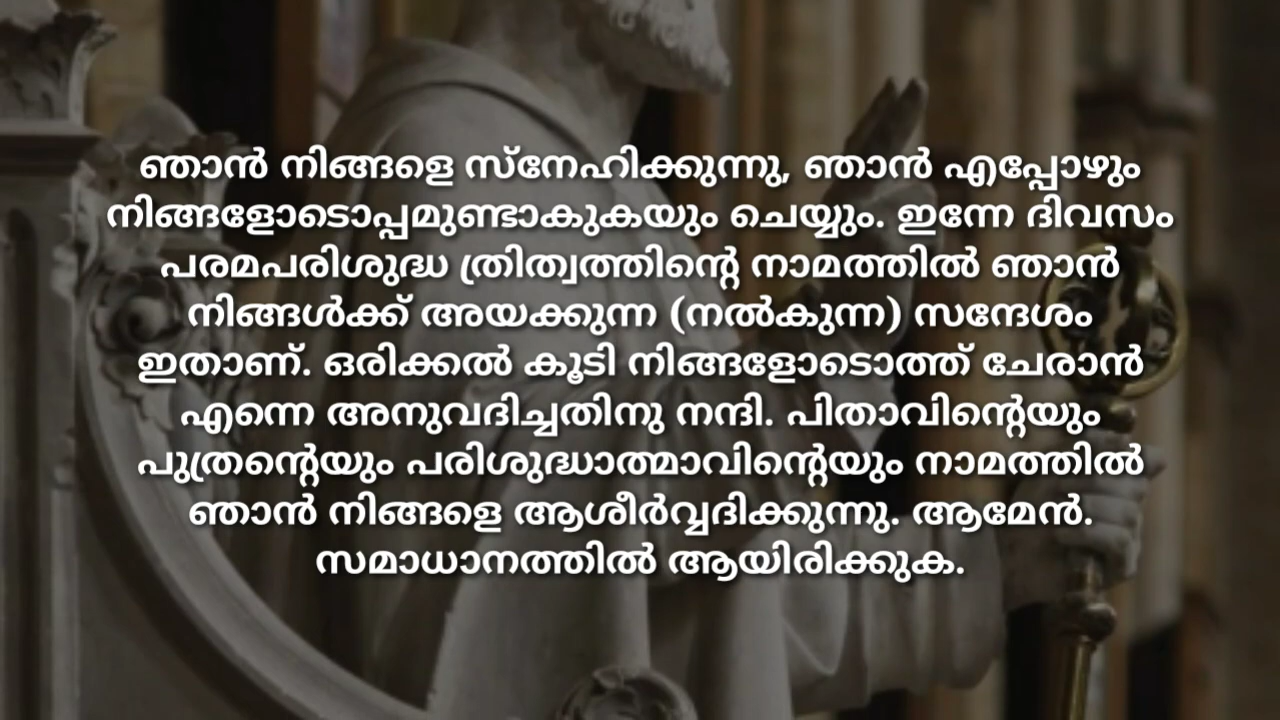 ഞാൻ നിങ്ങളെ സ്നേഹിക്കുന്നു, ഞാൻ എപ്പോഴും
നിങ്ങളോടൊപ്പമുണ്ടാകുകയും ചെയ്യും. ഇന്നേ ദിവസം
പരമപരിശുദ്ധ ത്രിത്വത്തിന്റെ നാമത്തിൽ ഞാൻ
നിങ്ങൾക്ക് അയക്കുന്ന (നൽകുന്ന) സന്ദേശം
ഇതാണ്. ഒരിക്കൽ കൂടി നിങ്ങളോടൊത്ത് ചേരാൻ
എന്നെ അനുവദിച്ചതിനു നന്ദി. പിതാവിന്റെയും
പുത്രന്റെയും പരിശുദ്ധാത്മാവിന്റെയും നാമത്തിൽ
ഞാൻ നിങ്ങളെ ആശീർവ്വദിക്കുന്നു. ആമേൻ.
സമാധാനത്തിൽ ആയിരിക്കുക.